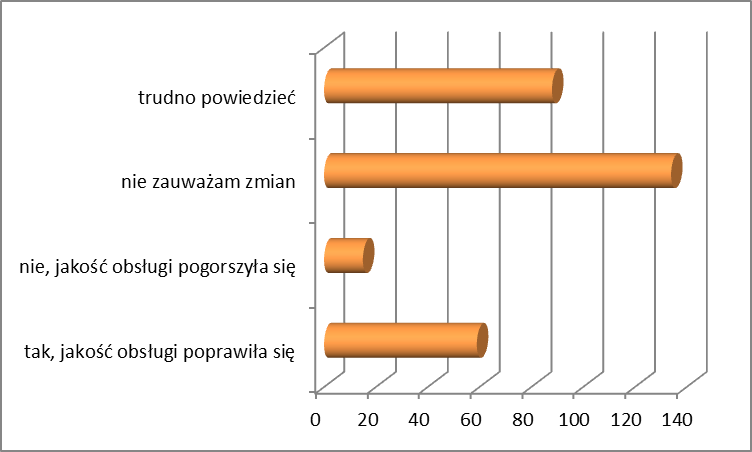 trudno powiedzieć
nie zauważam zmian
nie, jakość obsługi pogorszyła się
tak, jakość obsługi poprawiła się
0 20 40 60 80 100 120 140